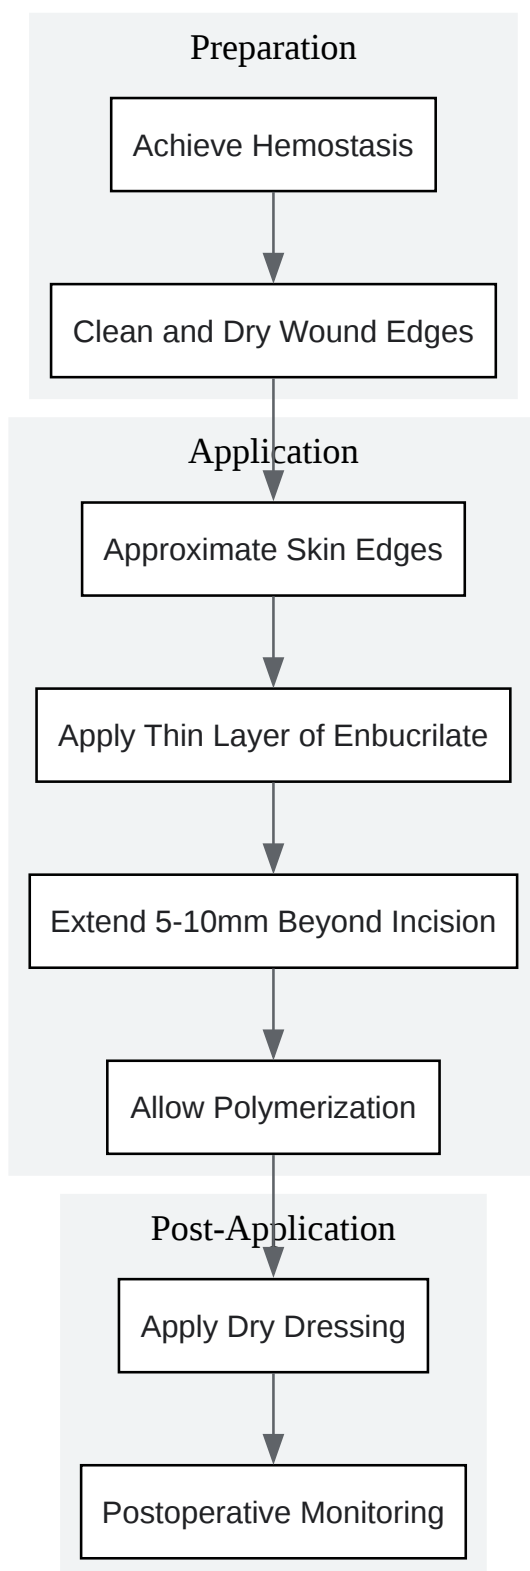 Preparation
Achieve Hemostasis
Clean and Dry Wound Edges
Application
Approximate Skin Edges
Apply Thin Layer of Enbucrilate
Extend 5-10mm Beyond Incision
Allow Polymerization
Post-Application
Apply Dry Dressing
Postoperative Monitoring